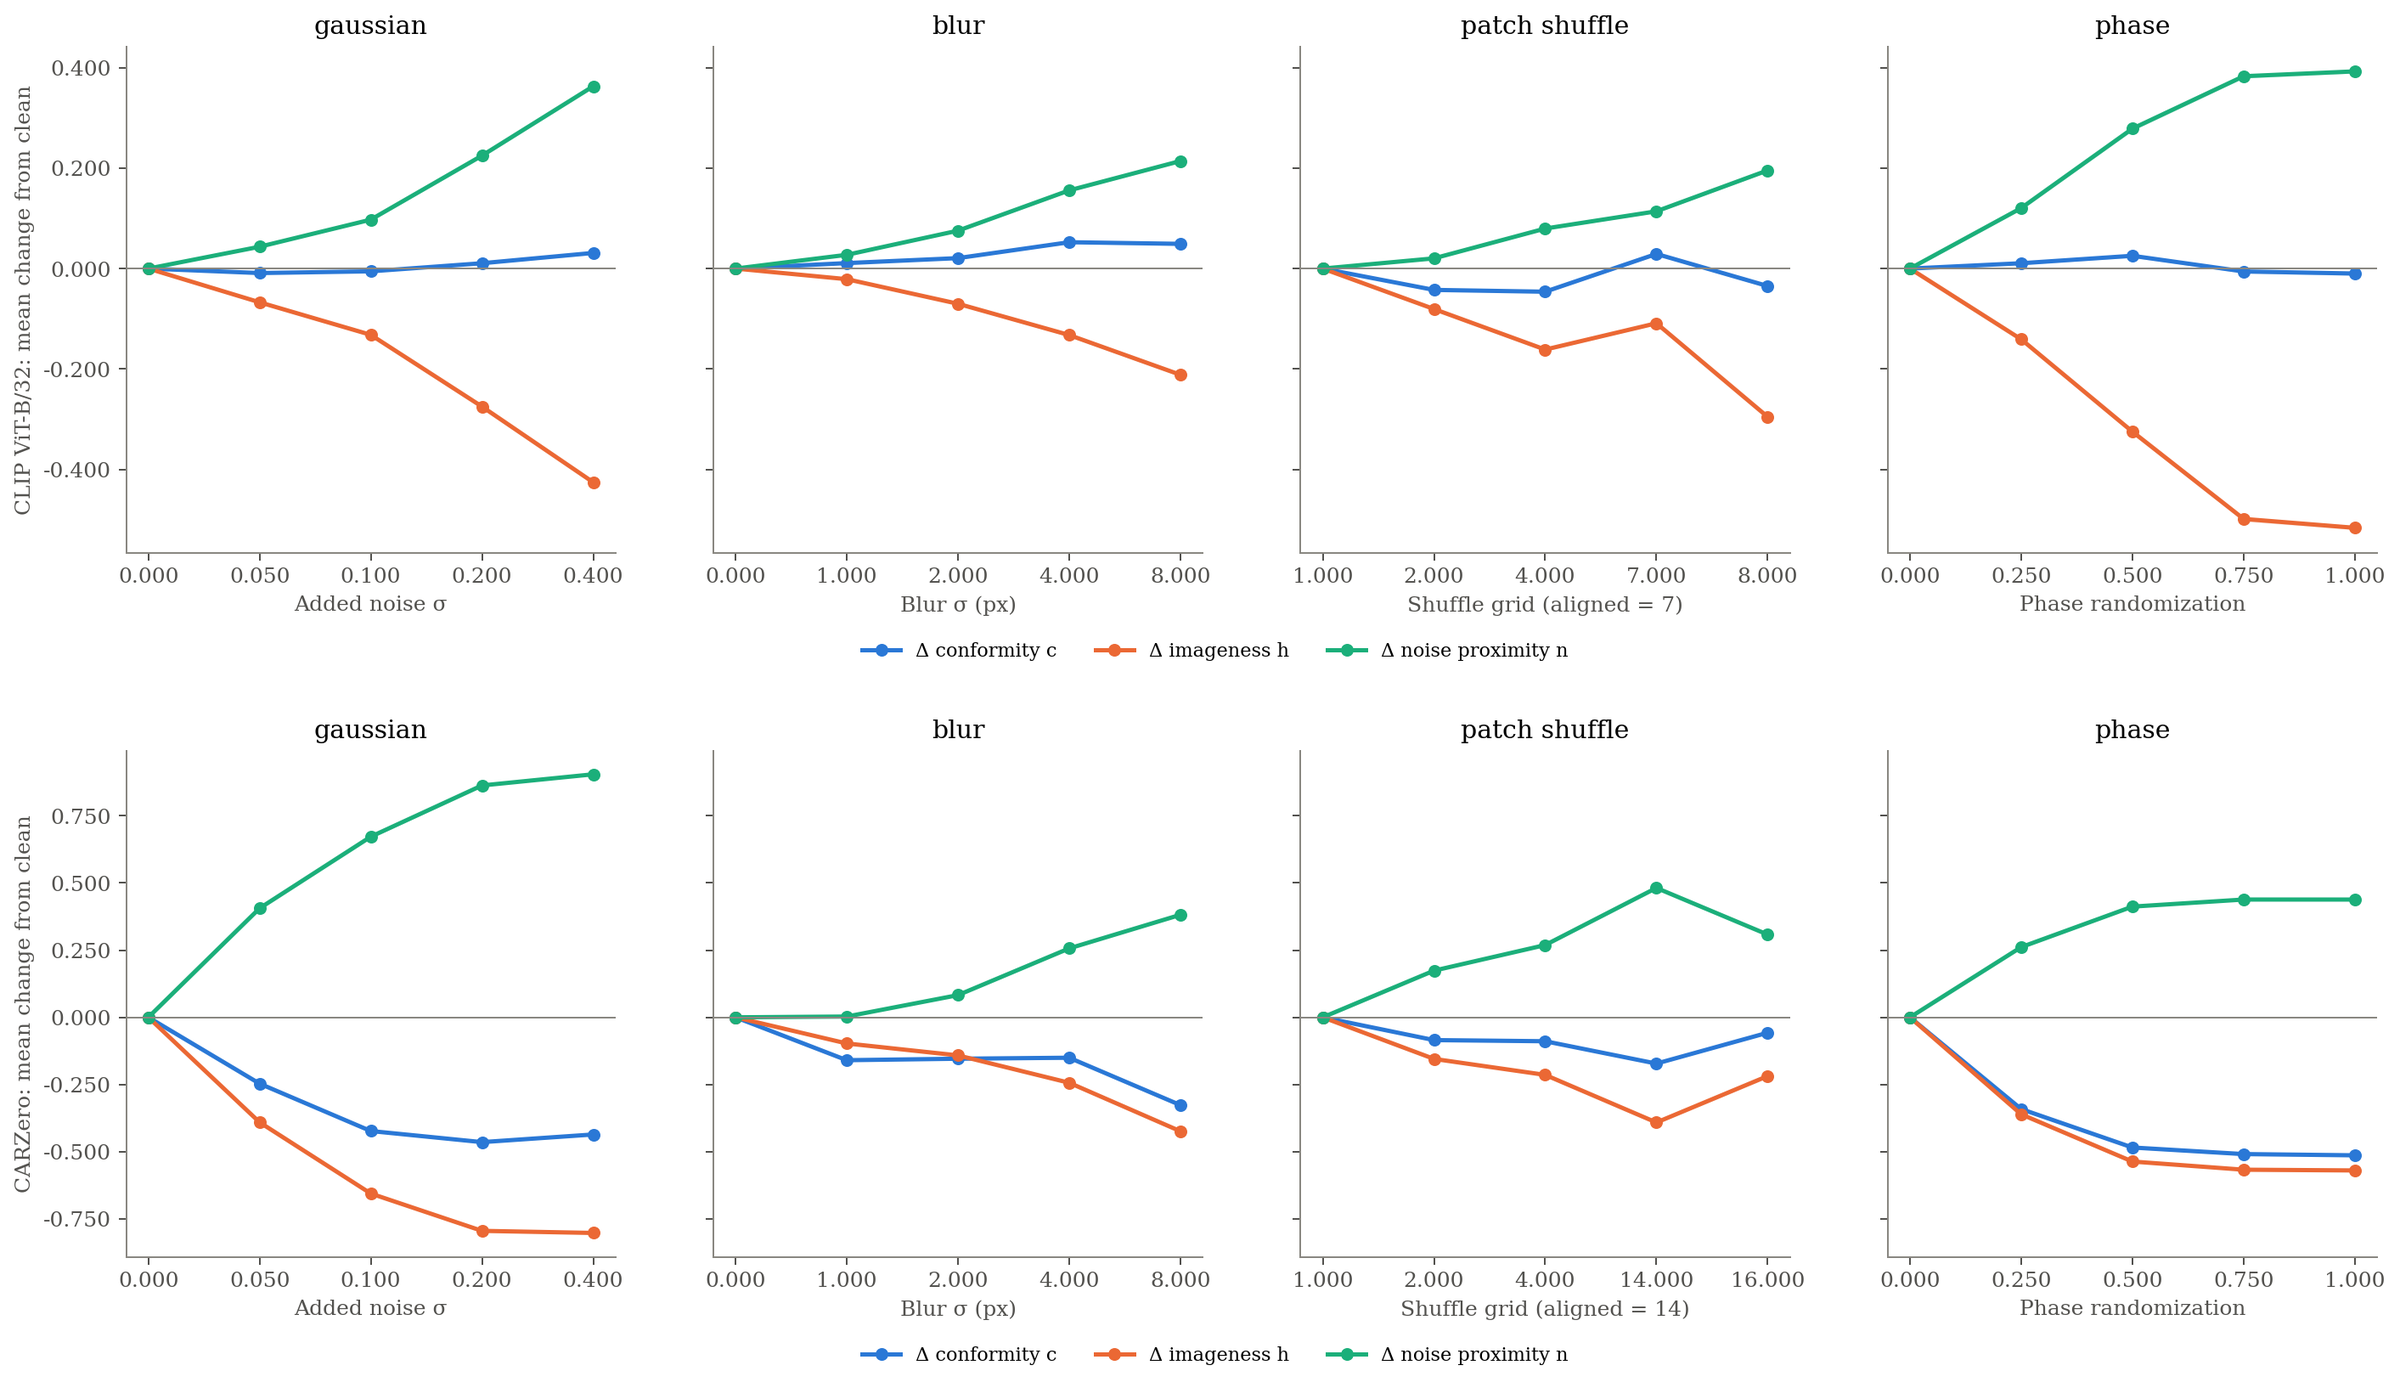 gaussian
blur
patch shuffle
phase
CLIP ViT-B/32: mean change from clean
0.400
0.200
0.000
-0.200
-0.400
0.000 0.050 0.100 0.200 0.400
0.000 1.000 2.000 4.000 8.000
1.000 2.000 4.000 7.000 8.000
0.000 0.250 0.500 0.750 1.000
Added noise σ
Blur σ (px)
Shuffle grid (aligned = 7)
Phase randomization
Δ conformity c
Δ imageness h
Δ noise proximity n
gaussian
blur
patch shuffle
phase
CARZero: mean change from clean
0.750
0.500
0.250
0.000
-0.250
-0.500
-0.750
0.000 0.050 0.100 0.200 0.400
0.000 1.000 2.000 4.000 8.000
1.000 2.000 4.000 14.000 16.000
0.000 0.250 0.500 0.750 1.000
Added noise σ
Blur σ (px)
Shuffle grid (aligned = 14)
Phase randomization
Δ conformity c
Δ imageness h
Δ noise proximity n